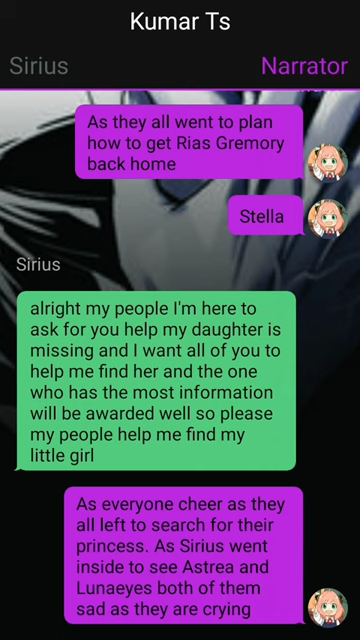 Kumar Ts
Sirius
Narrator
As they all went to plan
how to get Rias Gremory
back home
Stella
Sirius
alright my people I'm here to
ask for you help my daughter is
missing and I want all of you to
help me find her and the one
who has the most information
will be awarded well so please
my people help me find my
little girl
As everyone cheer as they
all left to search for their
princess. As Sirius went
inside to see Astrea and
Lunaeyes both of them
sad as they are crying